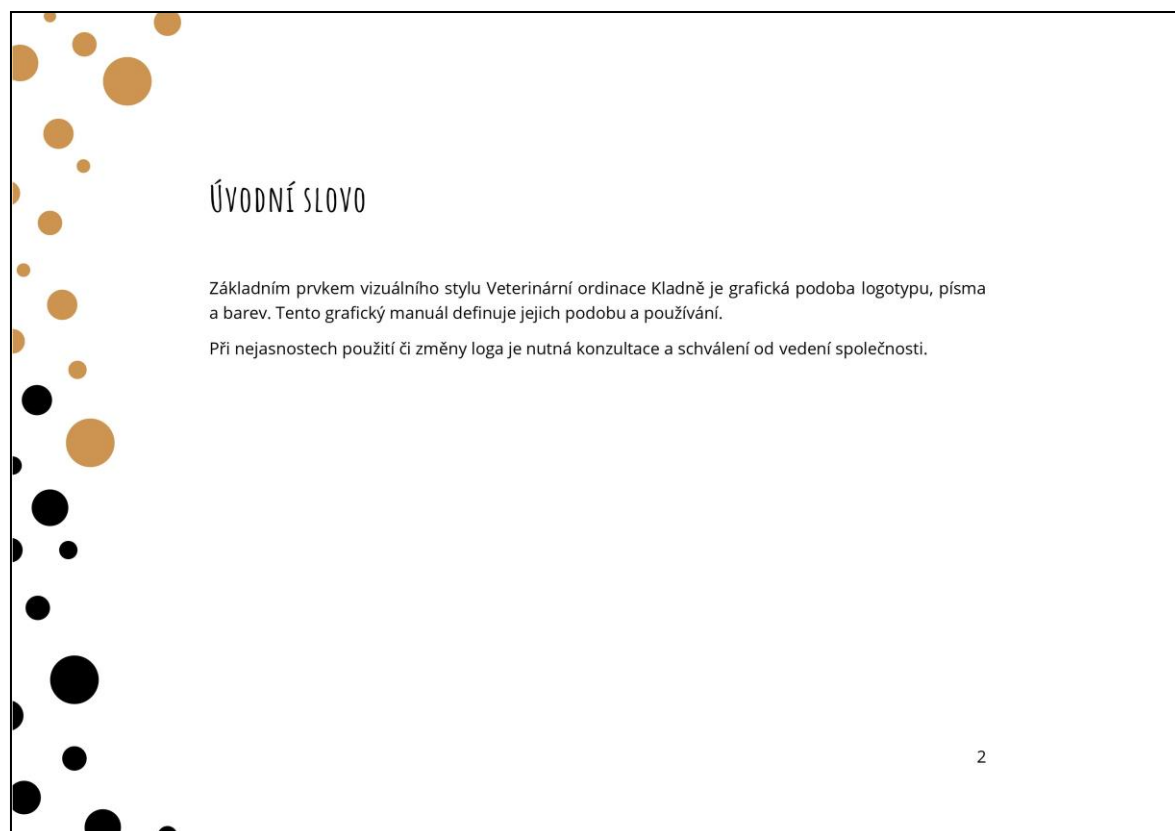 Úvodní slovo
Základním prvkem vizuálního stylu Veterinární ordinace Kladně je grafická podoba logotypu, písma
a barev. Tento grafický manuál definuje jejich podobu a používání.
Při nejasnostech použití či změny loga je nutná konzultace a schválení od vedení společnosti.
2